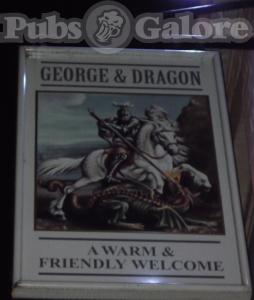 Pubs Galore
GEORGE & DRAGON
A WARM &
FRIENDLY WELCOME